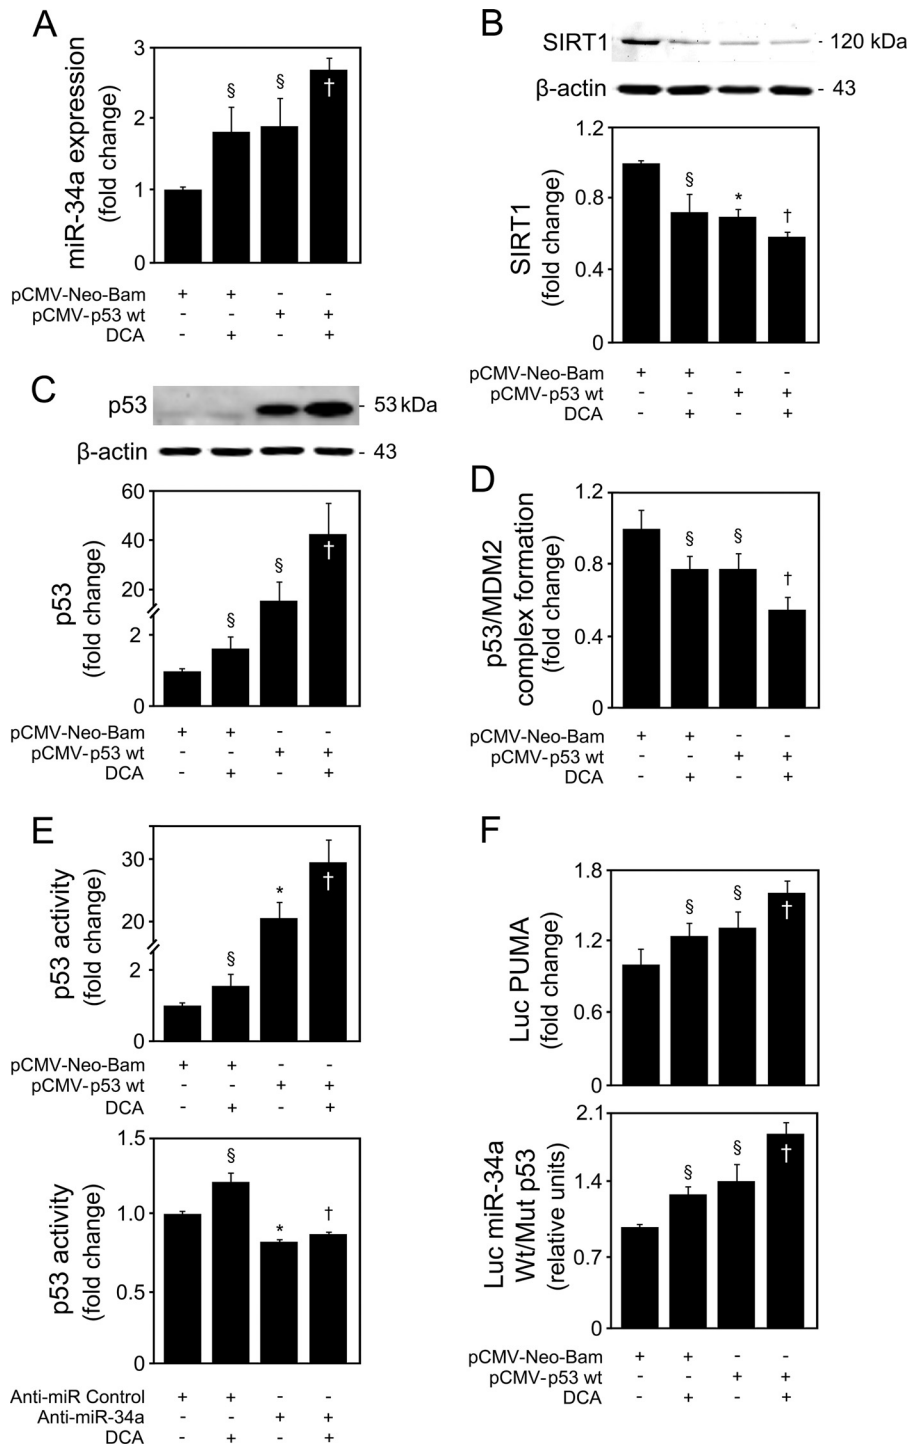 A
miR-34a expression
(fold change)
3
2
1
0
§
§
†
pCMV-Neo-Bam + + - -
pCMV-p53 wt - - + +
DCA - + - +
B
SIRT1 - 120 kDa
β-actin - 43
SIRT1
(fold change)
1.2
0.8
0.4
0
§
*
†
pCMV-Neo-Bam + + - -
pCMV-p53 wt - - + +
DCA - + - +
C
p53 - 53 kDa
β-actin - 43
p53
(fold change)
60
40
20
2
0
§
§
†
pCMV-Neo-Bam + + - -
pCMV-p53 wt - - + +
DCA - + - +
D
p53/MDM2
complex formation
(fold change)
1.2
0.8
0.4
0
§
§
†
pCMV-Neo-Bam + + - -
pCMV-p53 wt - - + +
DCA - + - +
E
p53 activity
(fold change)
30
20
2
1
0
§
*
†
pCMV-Neo-Bam + + - -
pCMV-p53 wt - - + +
DCA - + - +
p53 activity
(fold change)
1.5
1.0
0.5
0
§
*
†
Anti-miR Control + + - -
Anti-miR-34a - - + +
DCA - + - +
F
Luc PUMA
(fold change)
1.8
1.2
0.6
0
§
§
†
Luc miR-34a
Wt/Mut p53
(relative units)
2.1
1.4
0.7
0
§
§
†
pCMV-Neo-Bam + + - -
pCMV-p53 wt - - + +
DCA - + - +